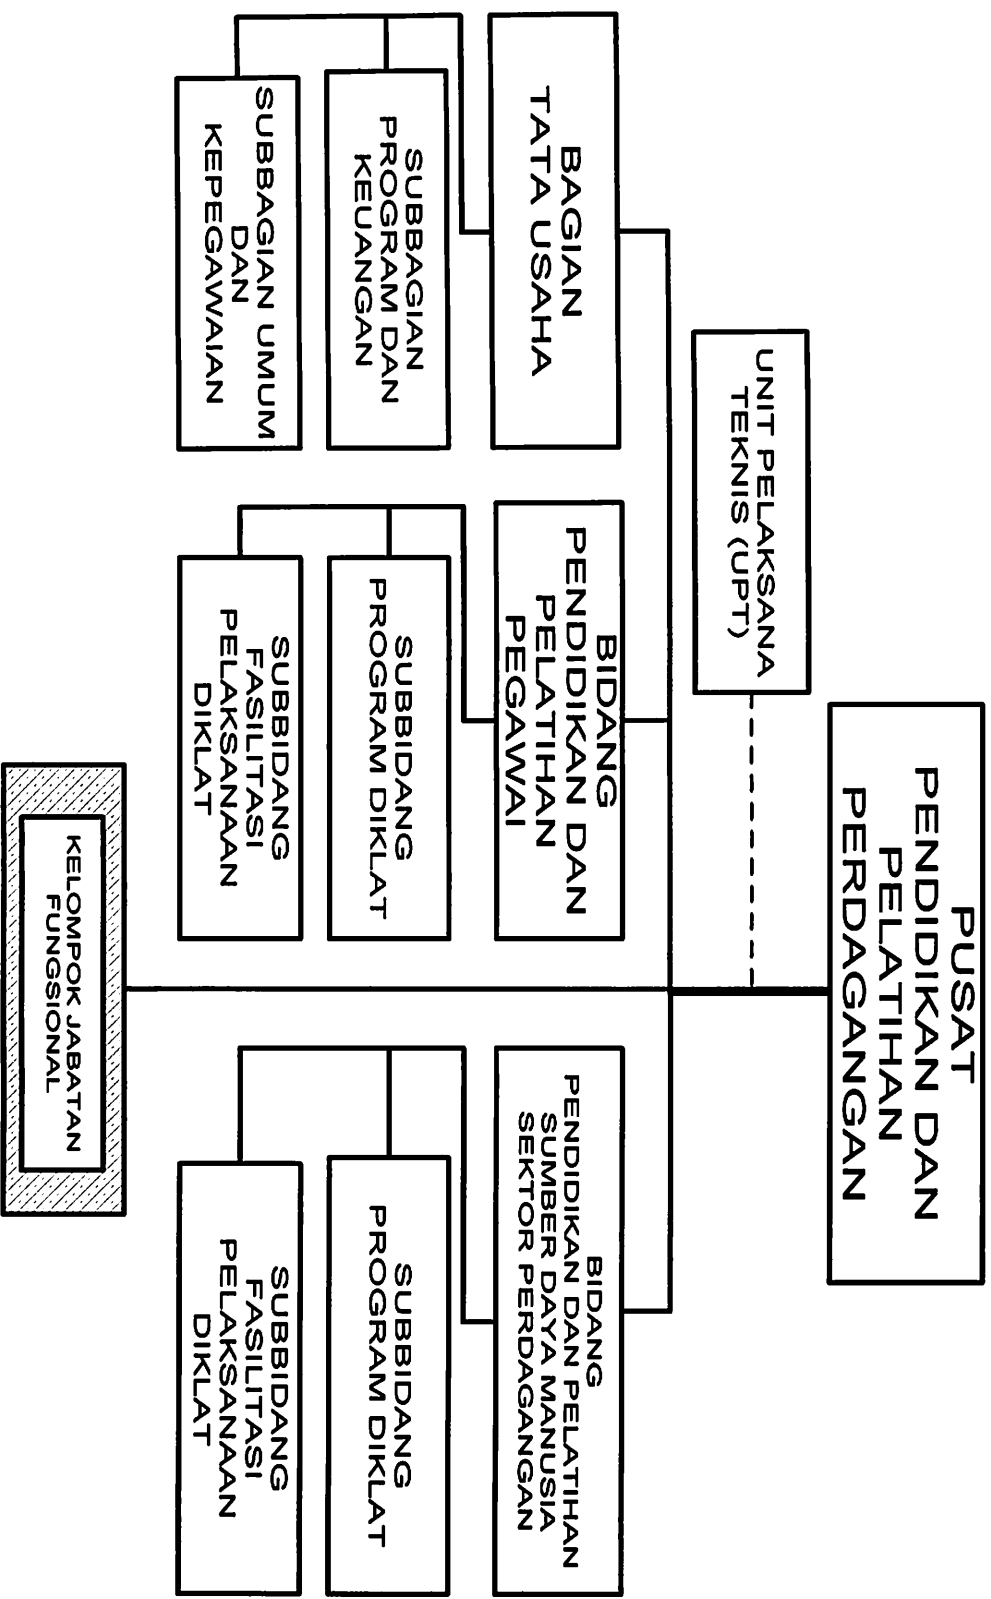 PUSAT
PENDIDIKAN DAN
PELATIHAN
PERDAGANGAN
UNIT PELAKSANA
TEKNIS (UPT)
BAGIAN
TATA USAHA
SUBBAGIAN
PROGRAM DAN
KEUANGAN
SUBBAGIAN UMUM
DAN
KEPEGAWAIAN
BIDANG
PENDIDIKAN DAN
PELATIHAN
PEGAWAI
SUBBIDANG
PROGRAM DIKLAT
SUBBIDANG
FASILITASI
PELAKSANAAN
DIKLAT
BIDANG
PENDIDIKAN DAN PELATIHAN
SUMBER DAYA MANUSIA
SEKTOR PERDAGANGAN
SUBBIDANG
PROGRAM DIKLAT
SUBBIDANG
FASILITASI
PELAKSANAAN
DIKLAT
KELOMPOK JABATAN
FUNGSIONAL